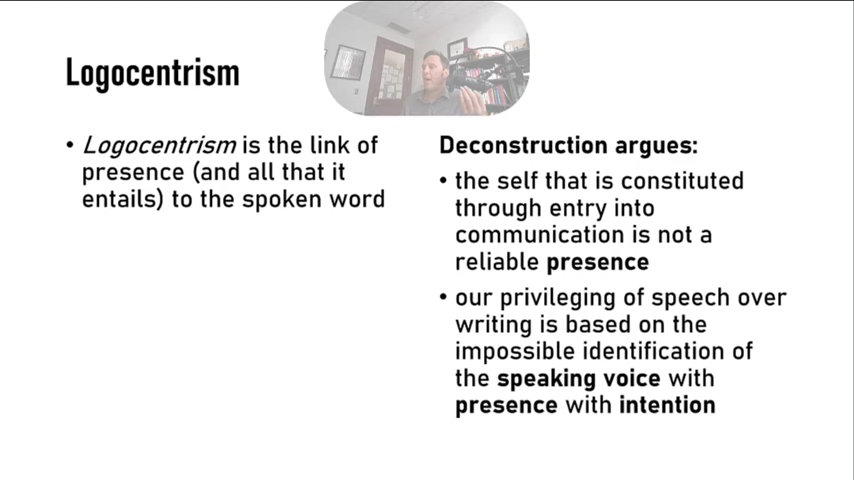 Logocentrism
• Logocentrism is the link of
presence (and all that it
entails) to the spoken word
Deconstruction argues:
• the self that is constituted
through entry into
communication is not a
reliable presence
• our privileging of speech over
writing is based on the
impossible identification of
the speaking voice with
presence with intention